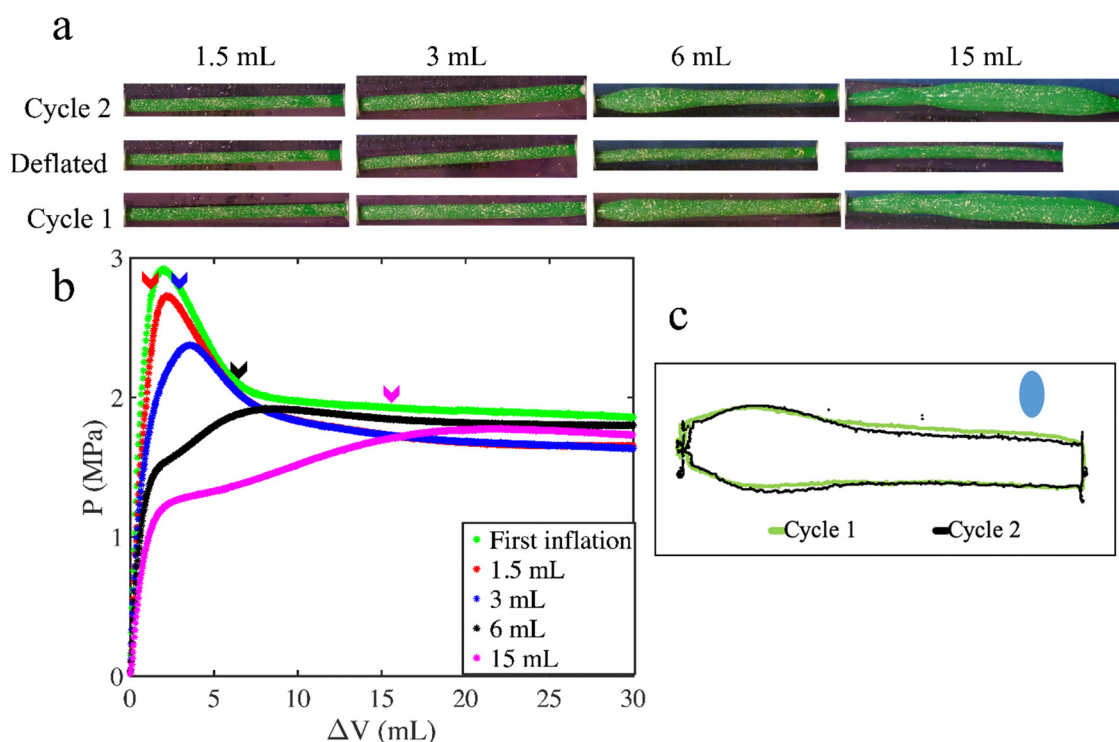 a
1.5 mL 3 mL 6 mL 15 mL
Cycle 2
Deflated
Cycle 1
b
3
2
1
0
P (MPa)
0 5 10 15 20 25 30
ΔV (mL)
First inflation
1.5 mL
3 mL
6 mL
15 mL
c
Cycle 1 Cycle 2